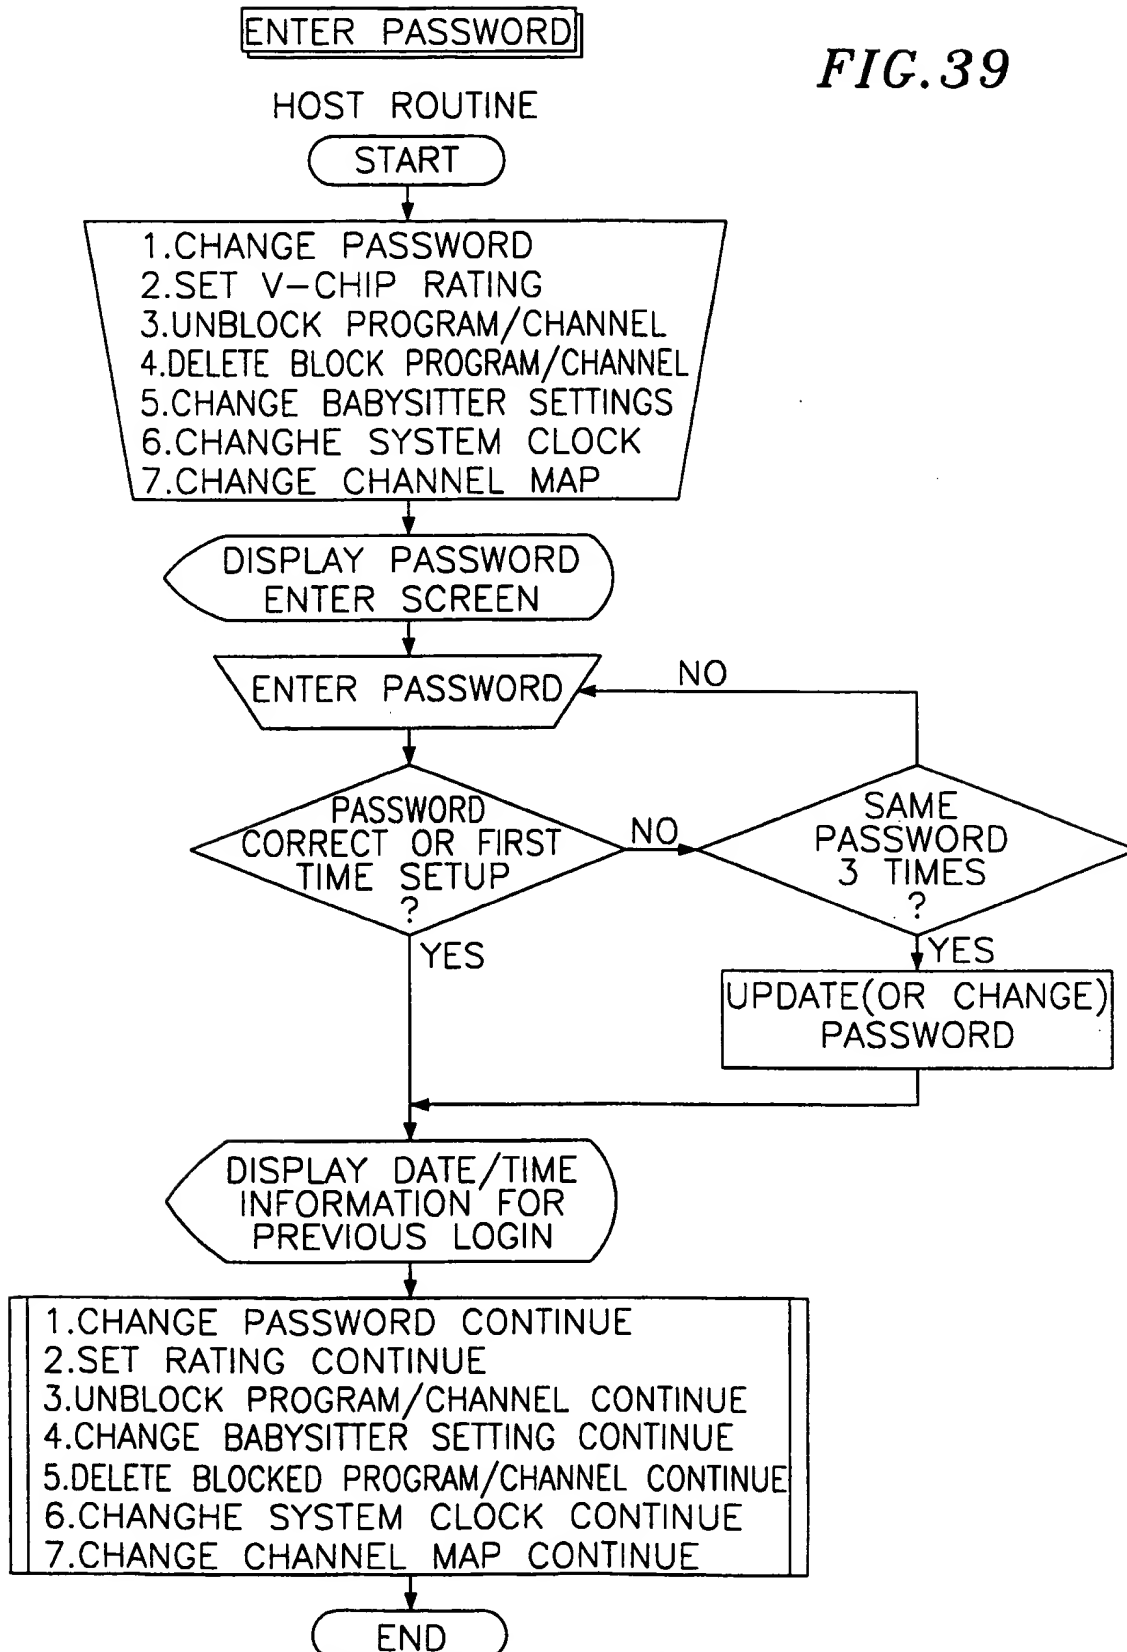 ENTER PASSWORD
FIG.39
HOST ROUTINE
START
1.CHANGE PASSWORD
2.SET V-CHIP RATING
3.UNBLOCK PROGRAM/CHANNEL
4.DELETE BLOCK PROGRAM/CHANNEL
5.CHANGE BABYSITTER SETTINGS
6.CHANGHE SYSTEM CLOCK
7.CHANGE CHANNEL MAP
DISPLAY PASSWORD
ENTER SCREEN
ENTER PASSWORD
NO
PASSWORD
CORRECT OR FIRST
TIME SETUP
?
NO
SAME
PASSWORD
3 TIMES
?
YES
YES
UPDATE(OR CHANGE)
PASSWORD
DISPLAY DATE/TIME
INFORMATION FOR
PREVIOUS LOGIN
1.CHANGE PASSWORD CONTINUE
2.SET RATING CONTINUE
3.UNBLOCK PROGRAM/CHANNEL CONTINUE
4.CHANGE BABYSITTER SETTING CONTINUE
5.DELETE BLOCKED PROGRAM/CHANNEL CONTINUE
6.CHANGHE SYSTEM CLOCK CONTINUE
7.CHANGE CHANNEL MAP CONTINUE
END